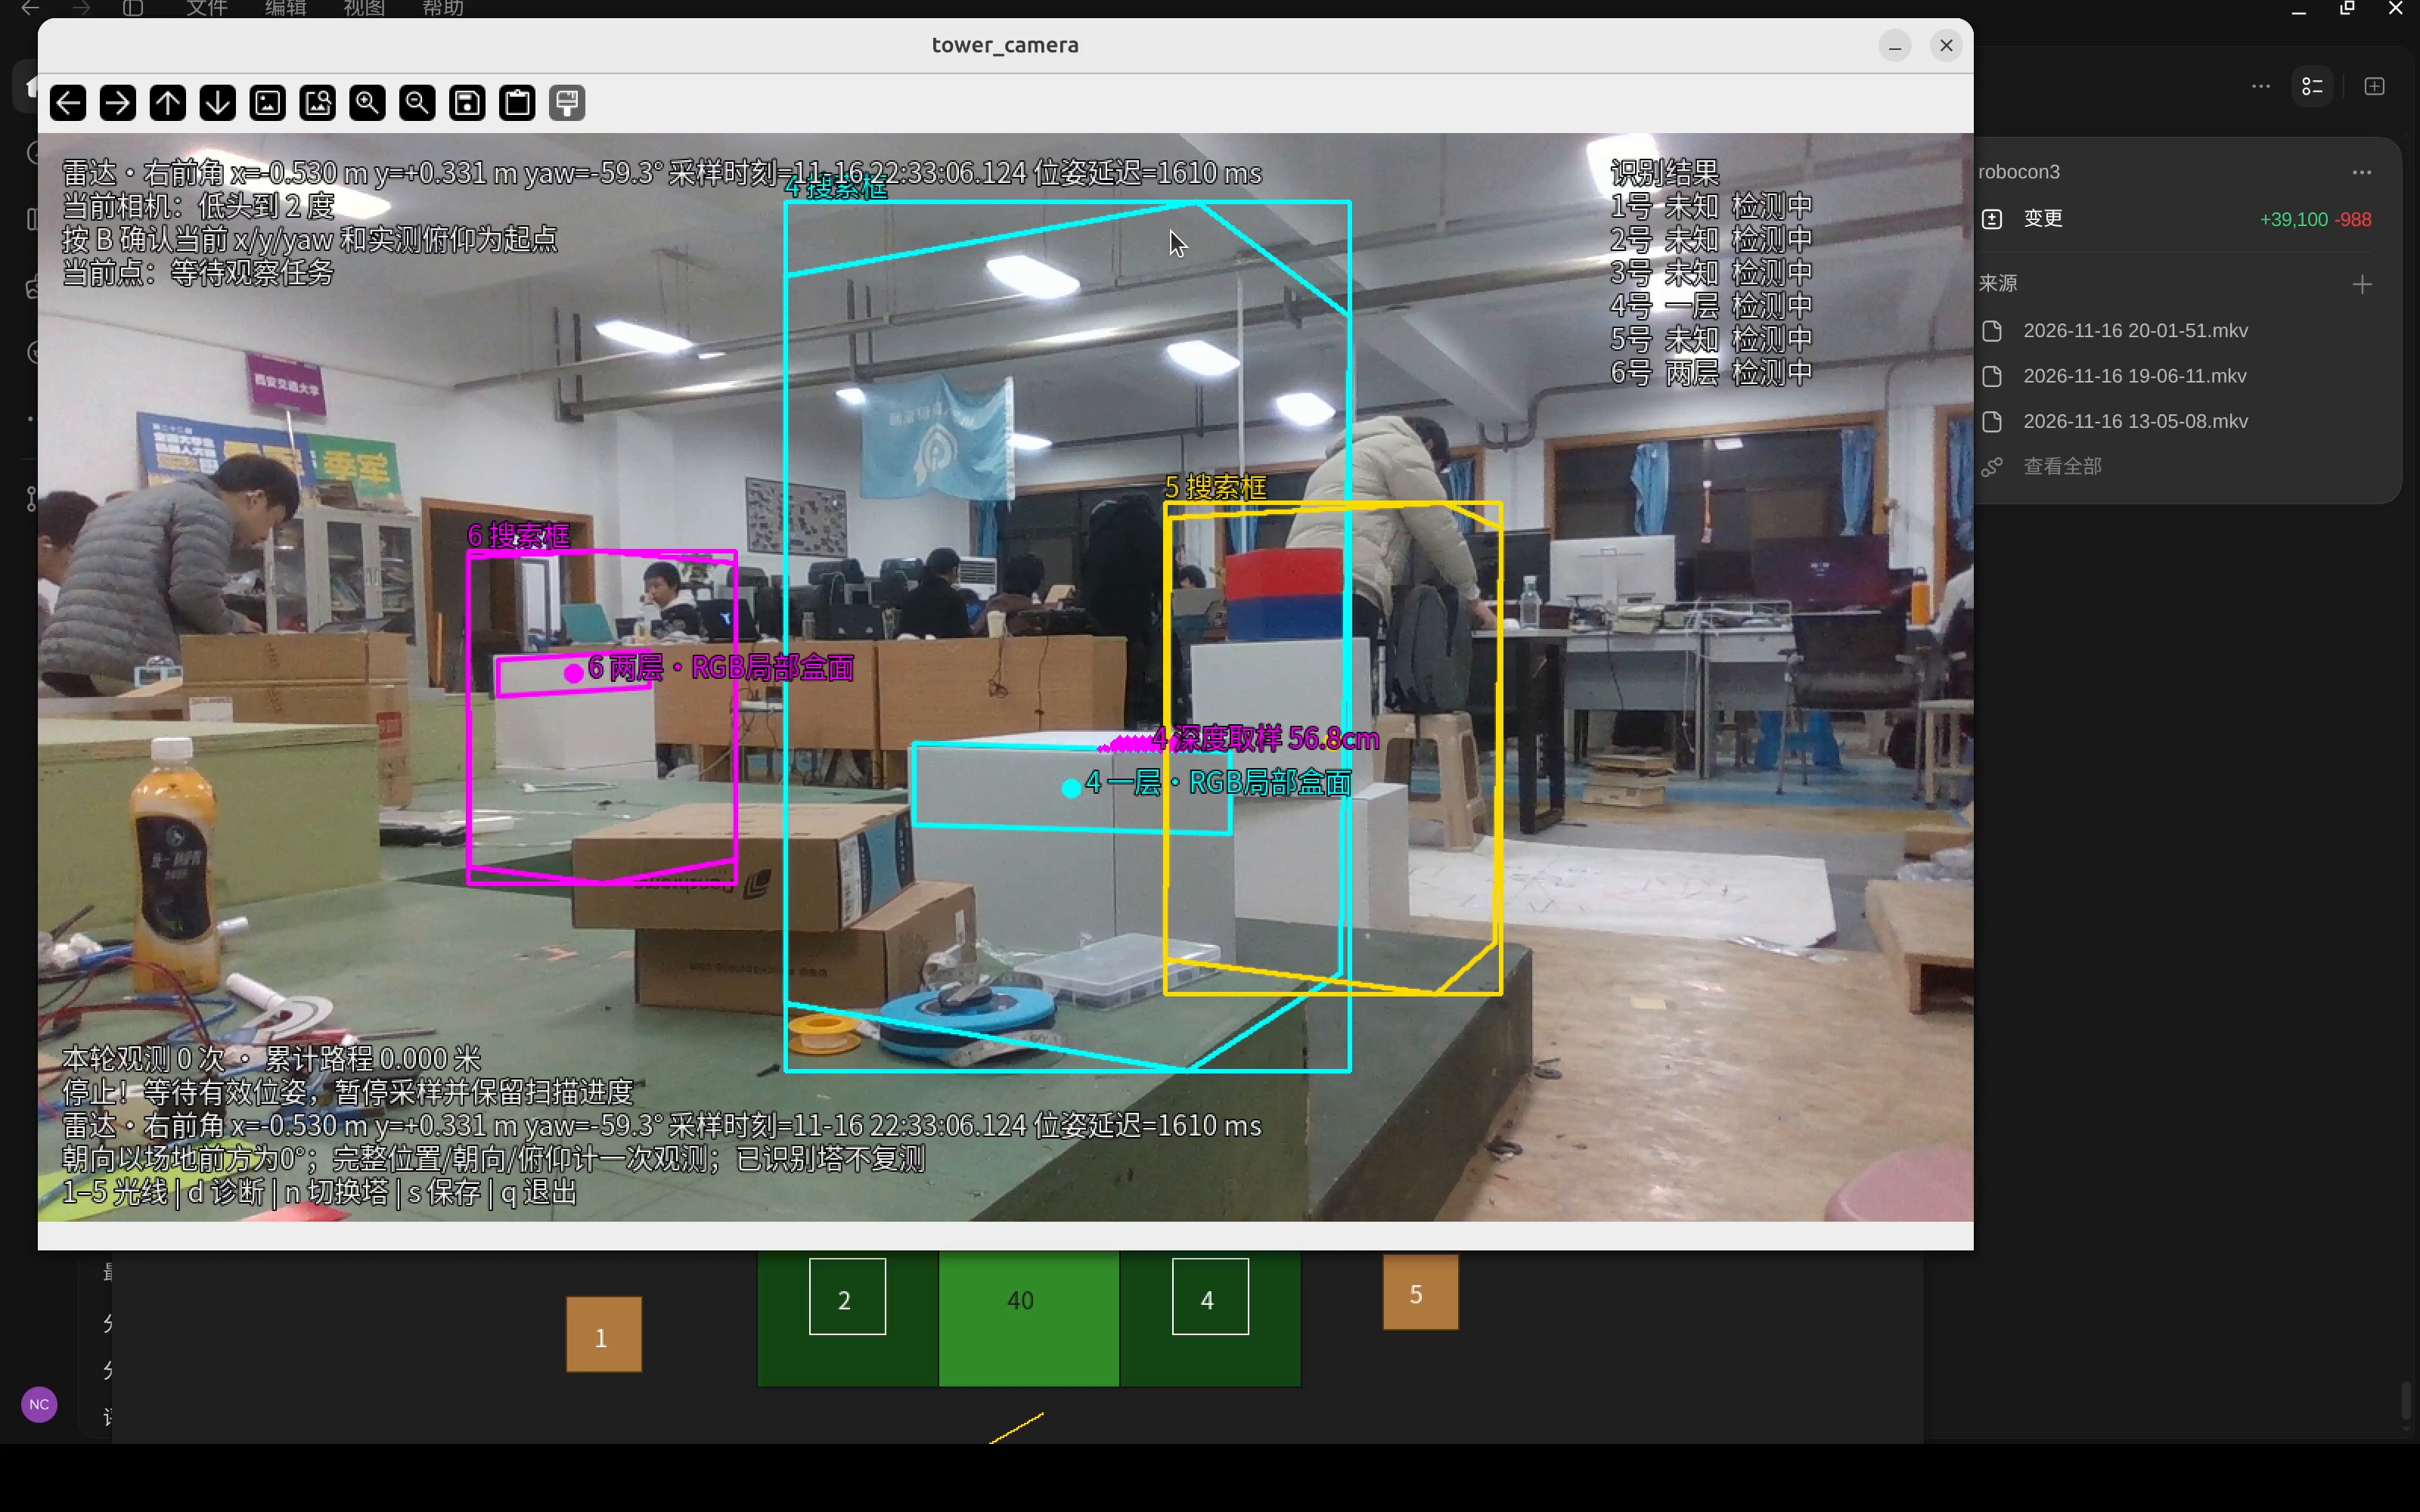 文件 编辑 视图 帮助
tower_camera
雷达·右前角 x=-0.530 m y=+0.331 m yaw=-59.3° 采样时刻=11-16 22:33:06.124 位姿延迟=1610 ms
当前相机：低头到 2 度
按 B 确认当前 x/y/yaw 和实测俯仰为起点
当前点：等待观察任务
识别结果
1号 未知 检测中
2号 未知 检测中
3号 未知 检测中
4号 一层 检测中
5号 未知 检测中
6号 两层 检测中
4 搜索框
西安交通大学
季军
5 搜索框
6 搜索框
6 两层·RGB局部盒面
4 深度取样 56.8cm
4 一层·RGB局部盒面
本轮观测 0 次 · 累计路程 0.000 米
停止！等待有效位姿，暂停采样并保留扫描进度
雷达·右前角 x=-0.530 m y=+0.331 m yaw=-59.3° 采样时刻=11-16 22:33:06.124 位姿延迟=1610 ms
朝向以场地前方为0°；完整位置/朝向/俯仰计一次观测；已识别塔不复测
1-5 光线 | d 诊断 | n 切换塔 | s 保存 | q 退出
robocon3
变更 +39,100 -988
来源
2026-11-16 20-01-51.mkv
2026-11-16 19-06-11.mkv
2026-11-16 13-05-08.mkv
查看全部
2
40
4
5
1
NC